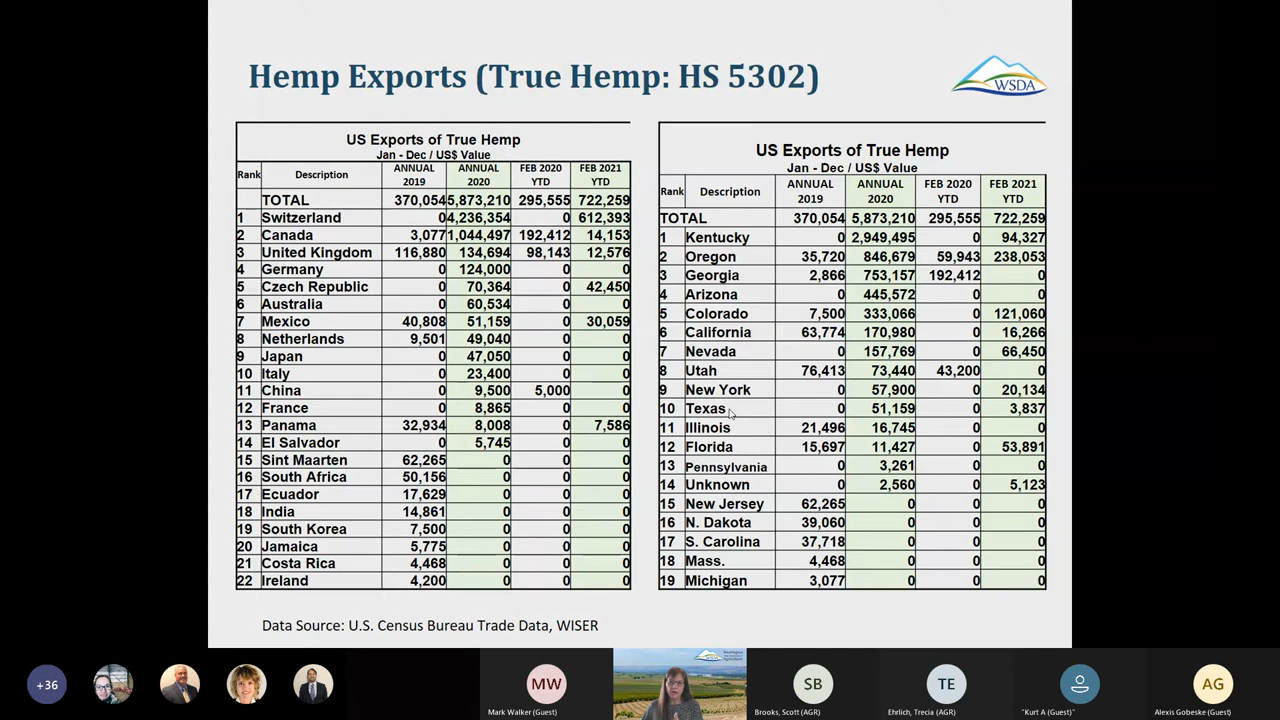 Hemp Exports (True Hemp: HS 5302)
WSDA
US Exports of True Hemp
Jan - Dec / US$ Value
Rank Description ANNUAL 2019 ANNUAL 2020 FEB 2020 YTD FEB 2021 YTD
TOTAL 370,054 5,873,210 295,555 722,259
1 Switzerland 0 4,236,354 0 612,393
2 Canada 3,077 1,044,497 192,412 14,153
3 United Kingdom 116,880 134,694 98,143 12,576
4 Germany 0 124,000 0 0
5 Czech Republic 0 70,364 0 42,450
6 Australia 0 60,534 0 0
7 Mexico 40,808 51,159 0 30,059
8 Netherlands 9,501 49,040 0 0
9 Japan 0 47,050 0 0
10 Italy 0 23,400 0 0
11 China 0 9,500 5,000 0
12 France 0 8,865 0 0
13 Panama 32,934 8,008 0 7,586
14 El Salvador 0 5,745 0 0
15 Sint Maarten 62,265 0 0 0
16 South Africa 50,156 0 0 0
17 Ecuador 17,629 0 0 0
18 India 14,861 0 0 0
19 South Korea 7,500 0 0 0
20 Jamaica 5,775 0 0 0
21 Costa Rica 4,468 0 0 0
22 Ireland 4,200 0 0 0
US Exports of True Hemp
Jan - Dec / US$ Value
Rank Description ANNUAL 2019 ANNUAL 2020 FEB 2020 YTD FEB 2021 YTD
TOTAL 370,054 5,873,210 295,555 722,259
1 Kentucky 0 2,949,495 0 94,327
2 Oregon 35,720 846,679 59,943 238,053
3 Georgia 2,866 753,157 192,412 0
4 Arizona 0 445,572 0 0
5 Colorado 7,500 333,066 0 121,060
6 California 63,774 170,980 0 16,266
7 Nevada 0 157,769 0 66,450
8 Utah 76,413 73,440 43,200 0
9 New York 0 57,900 0 20,134
10 Texas 0 51,159 0 3,837
11 Illinois 21,496 16,745 0 0
12 Florida 15,697 11,427 0 53,891
13 Pennsylvania 0 3,261 0 0
14 Unknown 0 2,560 0 5,123
15 New Jersey 62,265 0 0 0
16 N. Dakota 39,060 0 0 0
17 S. Carolina 37,718 0 0 0
18 Mass. 4,468 0 0 0
19 Michigan 3,077 0 0 0
Data Source: U.S. Census Bureau Trade Data, WISER
+36
MW
SB
TE
AG
Mark Walker (Guest)
Brooks, Scott (AGR)
Ehrlich, Trecia (AGR)
"Kurt A (Guest)"
Alexis Gobeske (Guest)